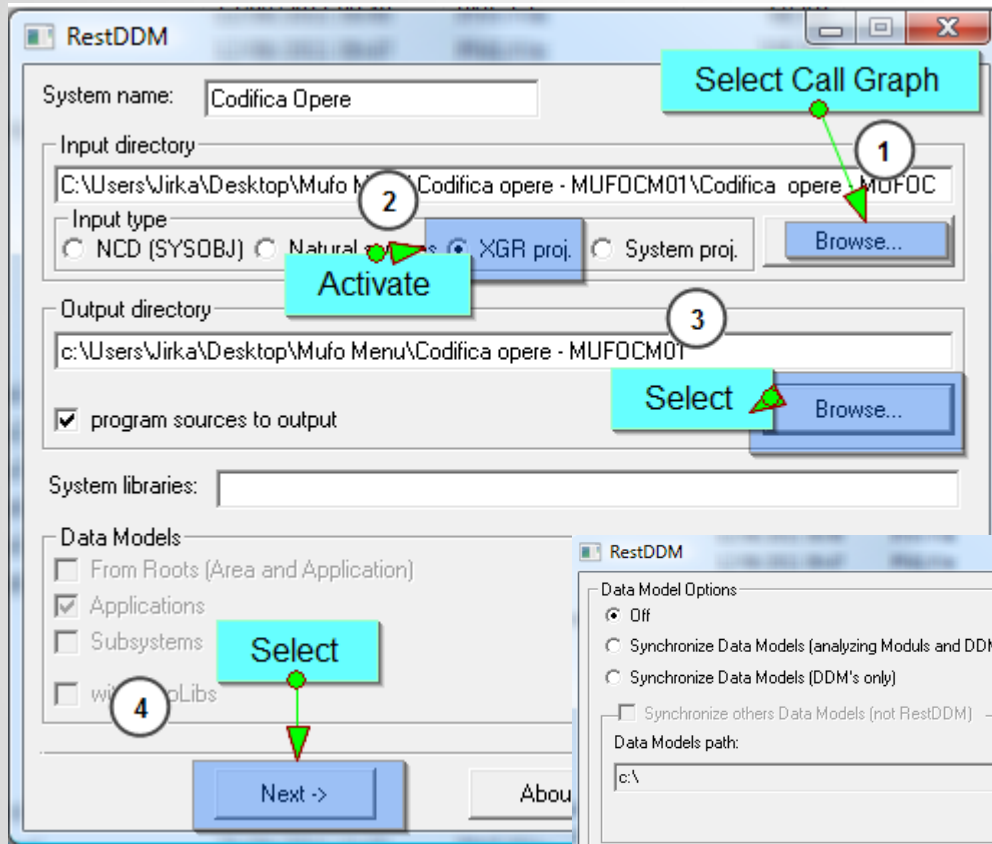 RestDDM
System name: Codifica Opere
Select Call Graph
1
Input directory
C:\Users\Jirka\Desktop\Mufo Codifica opere - MUFOCM01\Codifica opere - MUFOC
2
Input type
NCD (SYSOBJ) Natural XGR proj. System proj. Browse...
Activate
Output directory
3
c:\Users\Jirka\Desktop\Mufo Menu\Codifica opere - MUFOCM01
Select
Browse...
program sources to output
System libraries:
Data Models
From Roots (Area and Application)
Applications
Subsystems
Select
4
Next ->
Abou
RestDDM
Data Model Options
Off
Synchronize Data Models (analyzing Moduls and DDM
Synchronize Data Models (DDM's only)
Synchronize others Data Models (not RestDDM)
Data Models path:
c:\